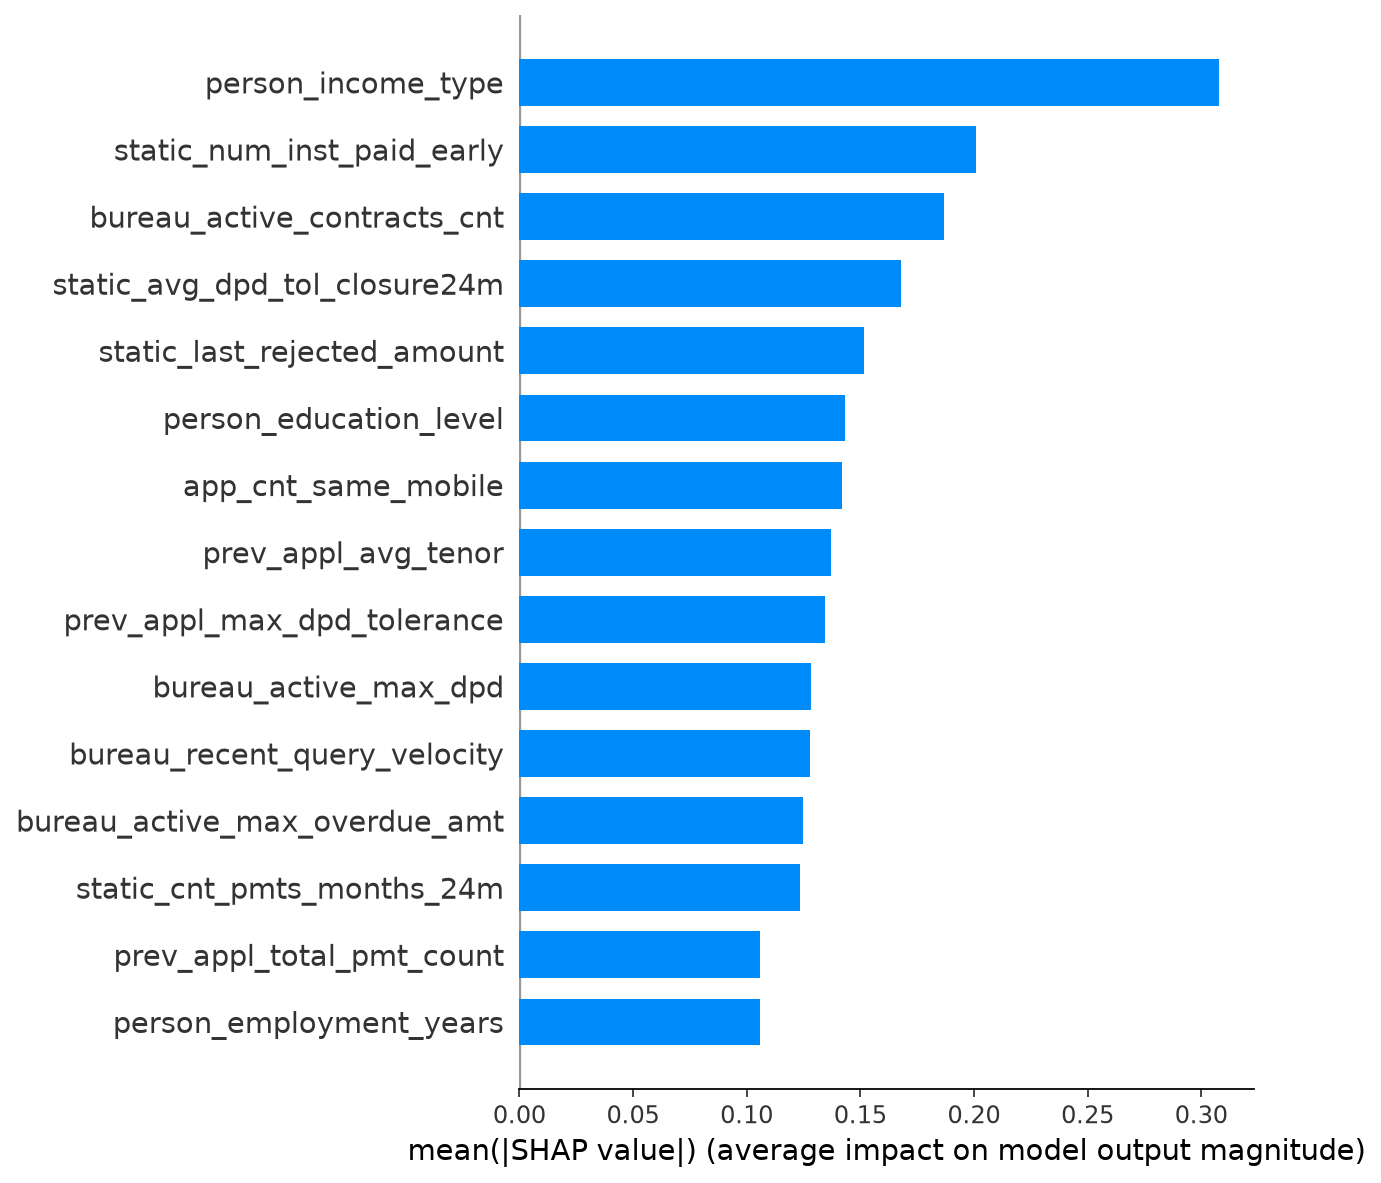 person_income_type
static_num_inst_paid_early
bureau_active_contracts_cnt
static_avg_dpd_tol_closure24m
static_last_rejected_amount
person_education_level
app_cnt_same_mobile
prev_appl_avg_tenor
prev_appl_max_dpd_tolerance
bureau_active_max_dpd
bureau_recent_query_velocity
bureau_active_max_overdue_amt
static_cnt_pmts_months_24m
prev_appl_total_pmt_count
person_employment_years
0.00 0.05 0.10 0.15 0.20 0.25 0.30
mean(|SHAP value|) (average impact on model output magnitude)